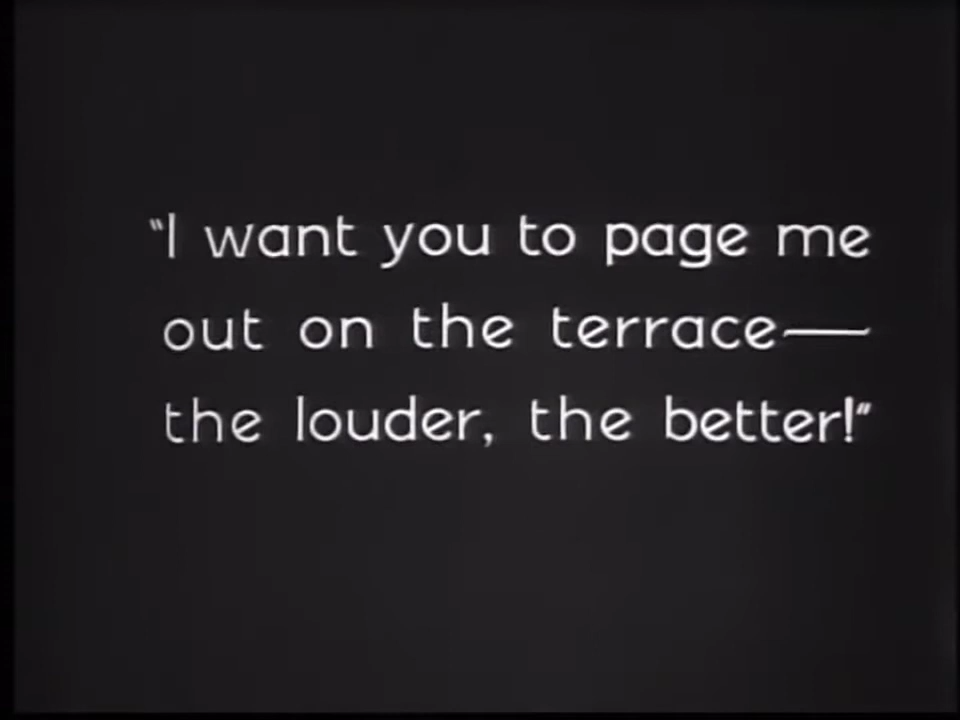 "I want you to page me
out on the terrace—
the louder, the better!"